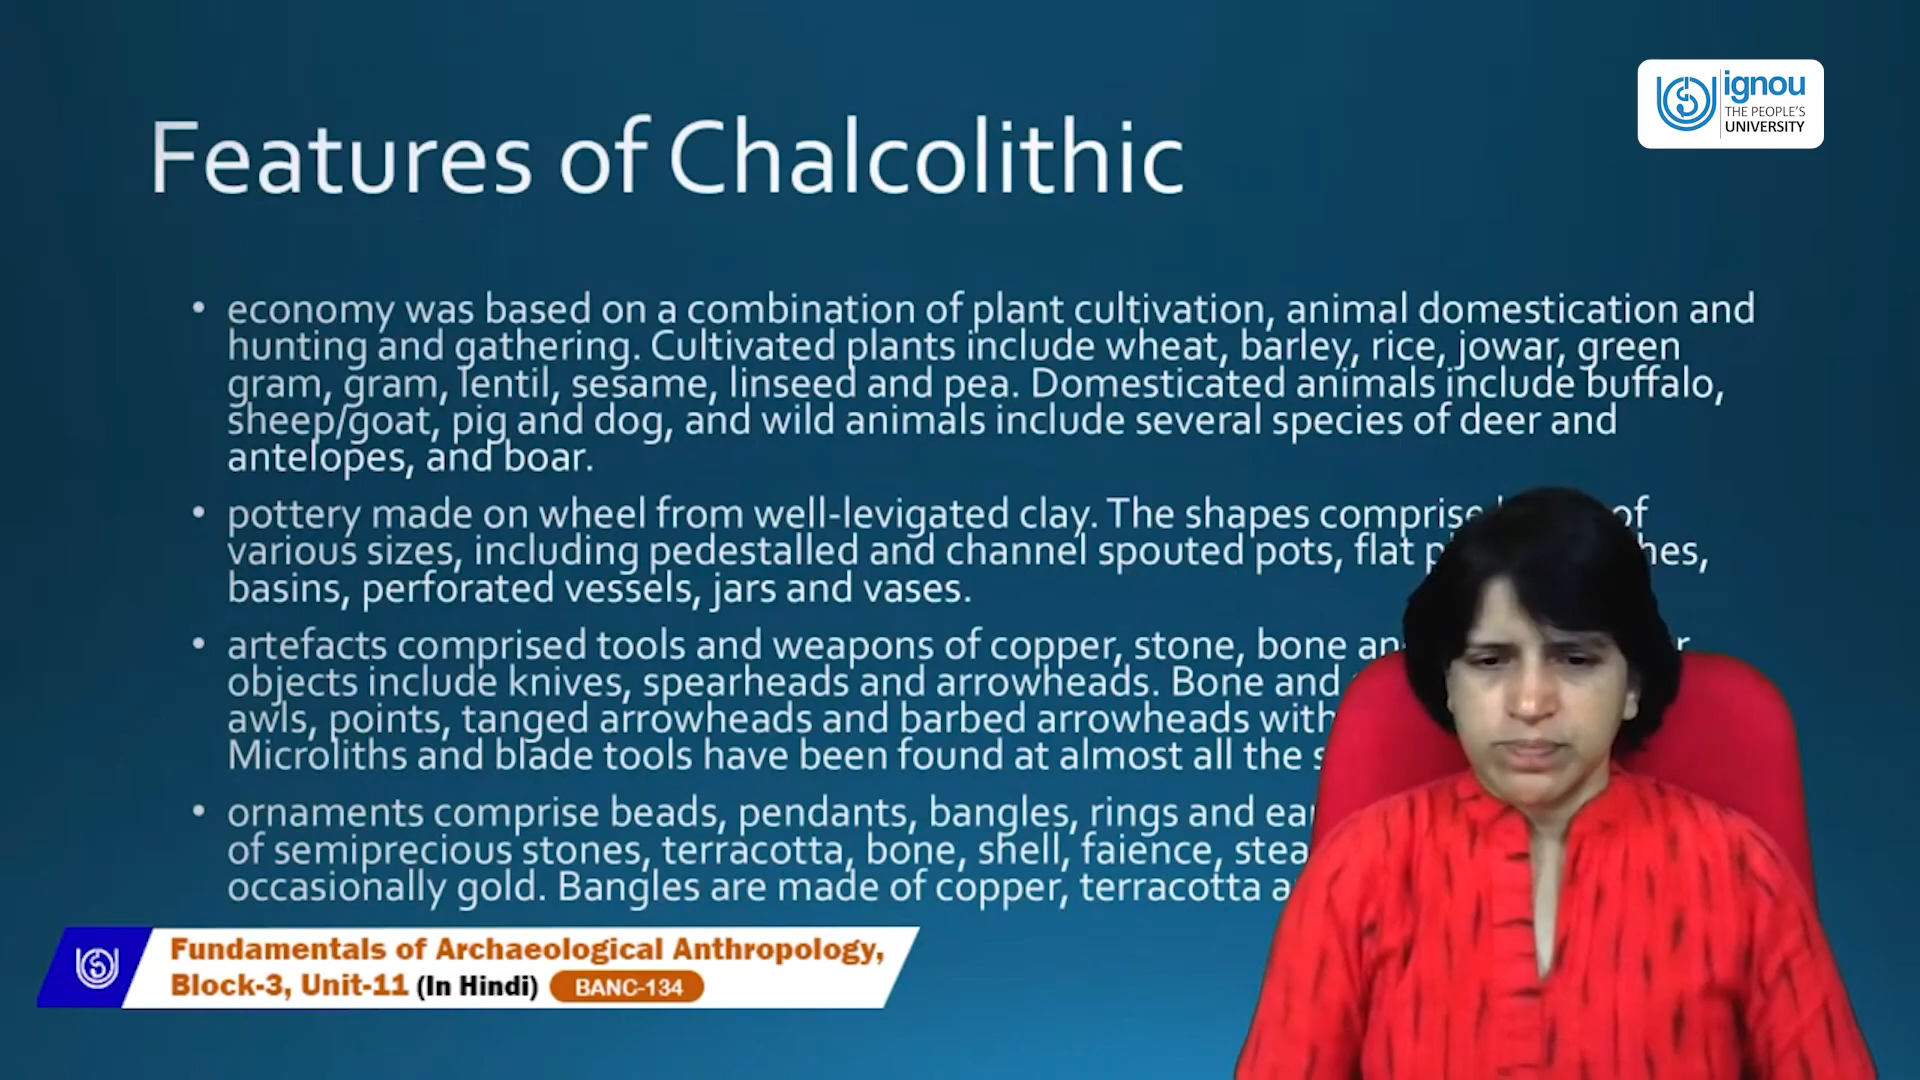 ignou
THE PEOPLE'S
UNIVERSITY
Features of Chalcolithic
• economy was based on a combination of plant cultivation, animal domestication and
hunting and gathering. Cultivated plants include wheat, barley, rice, jowar, green
gram, gram, lentil, sesame, linseed and pea. Domesticated animals include buffalo,
sheep/goat, pig and dog, and wild animals include several species of deer and
antelopes, and boar.
• pottery made on wheel from well-levigated clay. The shapes comprise of
various sizes, including pedestalled and channel spouted pots, flat
basins, perforated vessels, jars and vases.
• artefacts comprised tools and weapons of copper, stone, bone
objects include knives, spearheads and arrowheads. Bone and
awls, points, tanged arrowheads and barbed arrowheads with
Microliths and blade tools have been found at almost all the
• ornaments comprise beads, pendants, bangles, rings and
of semiprecious stones, terracotta, bone, shell, faience,
occasionally gold. Bangles are made of copper, terracotta
Fundamentals of Archaeological Anthropology,
Block-3, Unit-11 (In Hindi) BANC-134